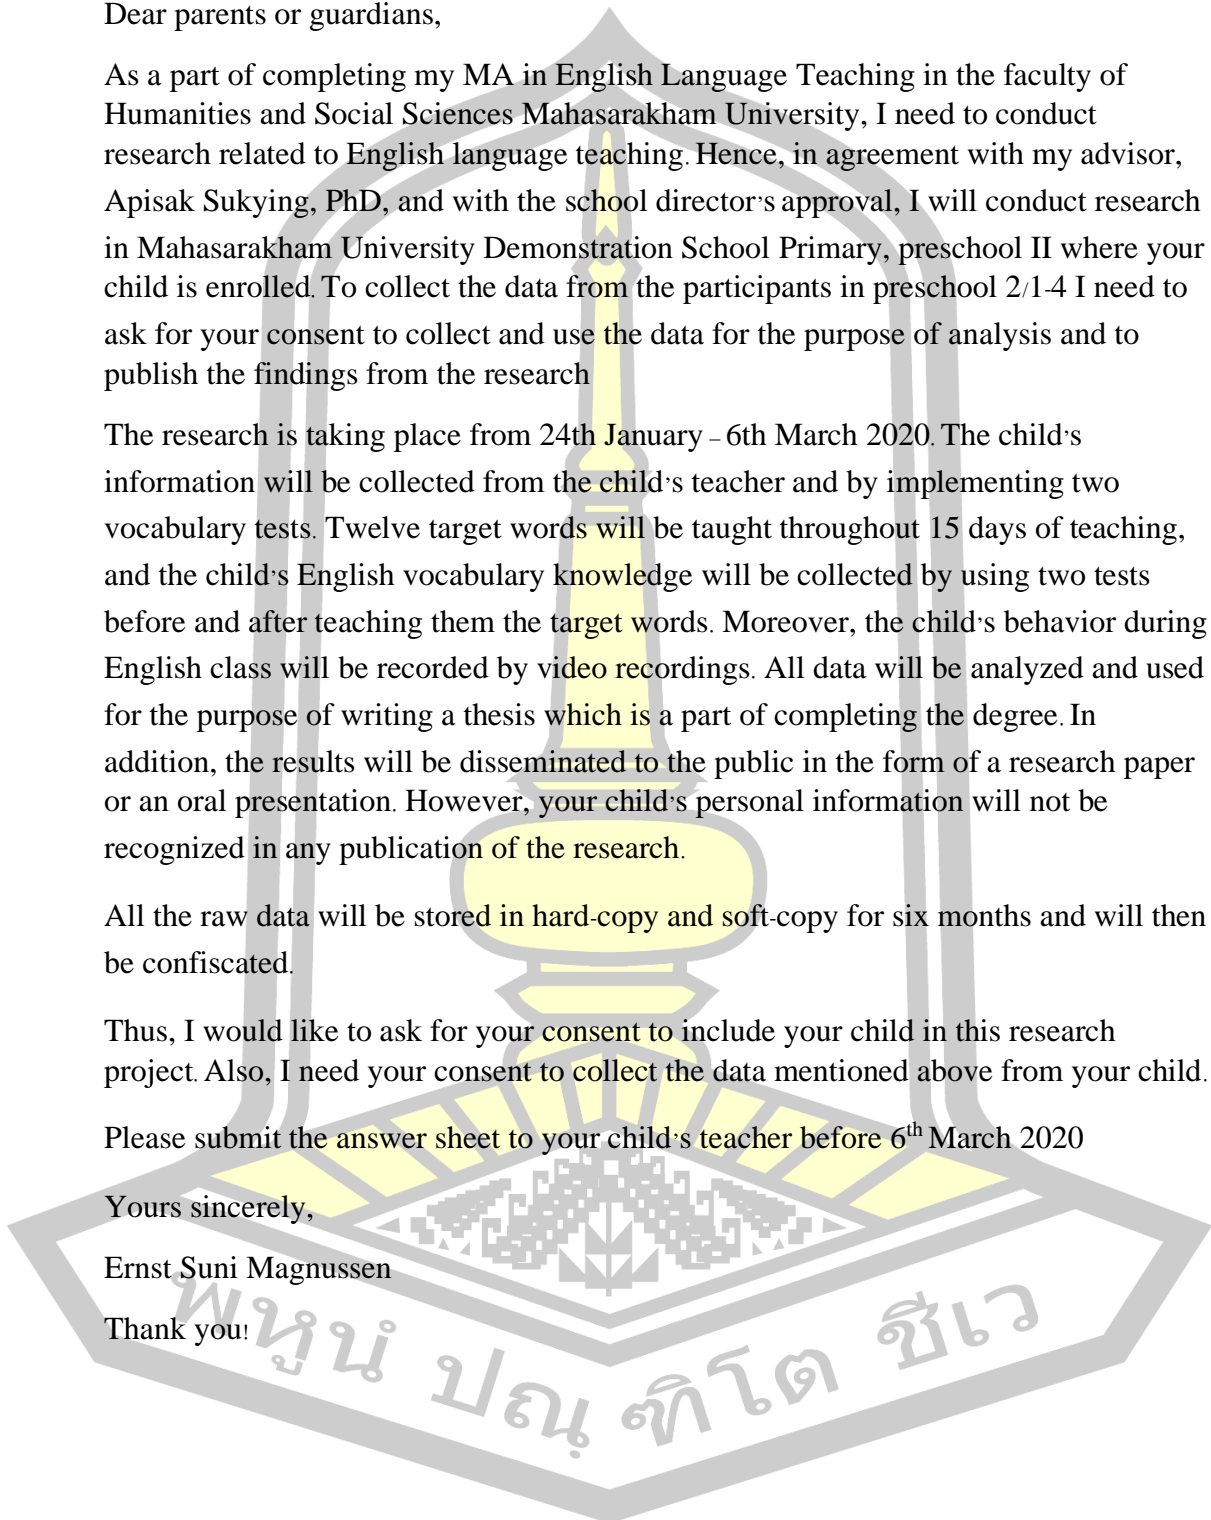 Dear parents or guardians,
As a part of completing my MA in English Language Teaching in the faculty of
Humanities and Social Sciences Mahasarakham University, I need to conduct
research related to English language teaching. Hence, in agreement with my advisor,
Apisak Sukying, PhD, and with the school director's approval, I will conduct research
in Mahasarakham University Demonstration School Primary, preschool II where your
child is enrolled. To collect the data from the participants in preschool 2/1-4 I need to
ask for your consent to collect and use the data for the purpose of analysis and to
publish the findings from the research
The research is taking place from 24th January – 6th March 2020. The child's
information will be collected from the child's teacher and by implementing two
vocabulary tests. Twelve target words will be taught throughout 15 days of teaching,
and the child's English vocabulary knowledge will be collected by using two tests
before and after teaching them the target words. Moreover, the child's behavior during
English class will be recorded by video recordings. All data will be analyzed and used
for the purpose of writing a thesis which is a part of completing the degree. In
addition, the results will be disseminated to the public in the form of a research paper
or an oral presentation. However, your child's personal information will not be
recognized in any publication of the research.
All the raw data will be stored in hard-copy and soft-copy for six months and will then
be confiscated.
Thus, I would like to ask for your consent to include your child in this research
project. Also, I need your consent to collect the data mentioned above from your child.
Please submit the answer sheet to your child's teacher before 6th March 2020
Yours sincerely,
Ernst Suni Magnussen
Thank you!
พหูนํ ปณฺฑิโต ชีเว